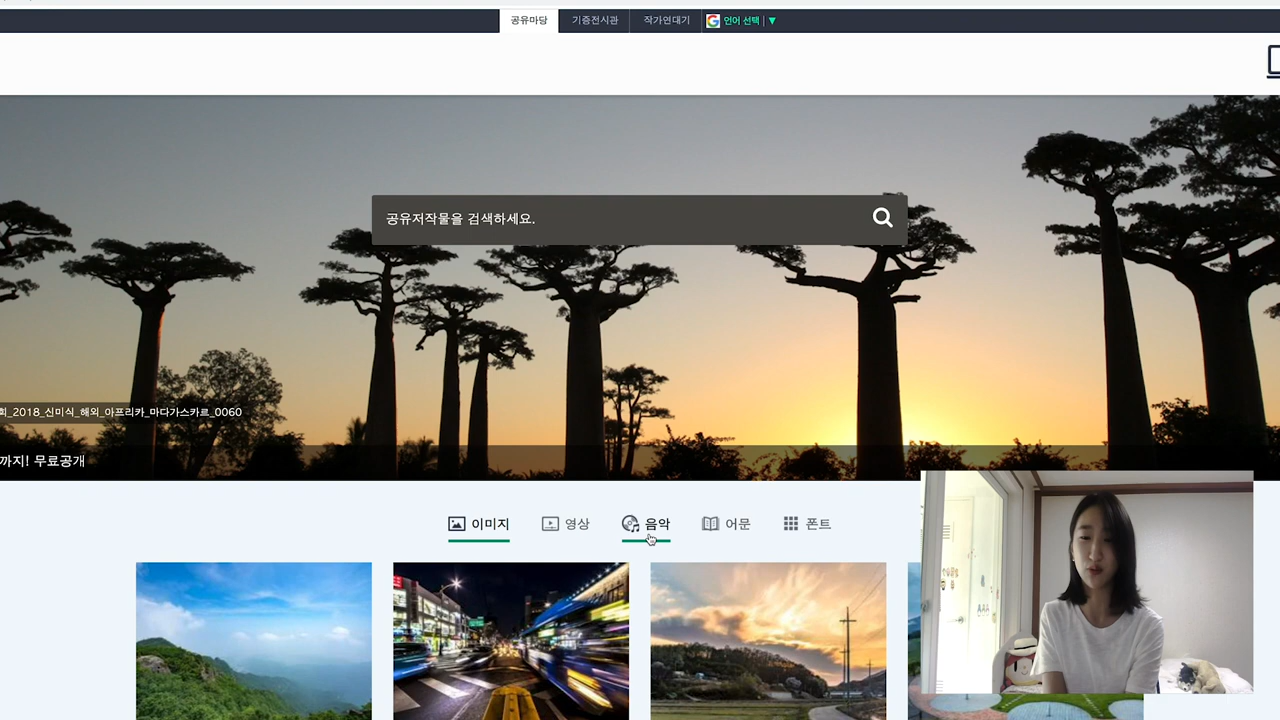 공유마당
기증전시관
작가연대기
언어 선택 | ▼
공유저작물을 검색하세요.
회_2018_신미식_해외_아프리카_마다가스카르_0060
까지! 무료공개
이미지
영상
음악
어문
폰트